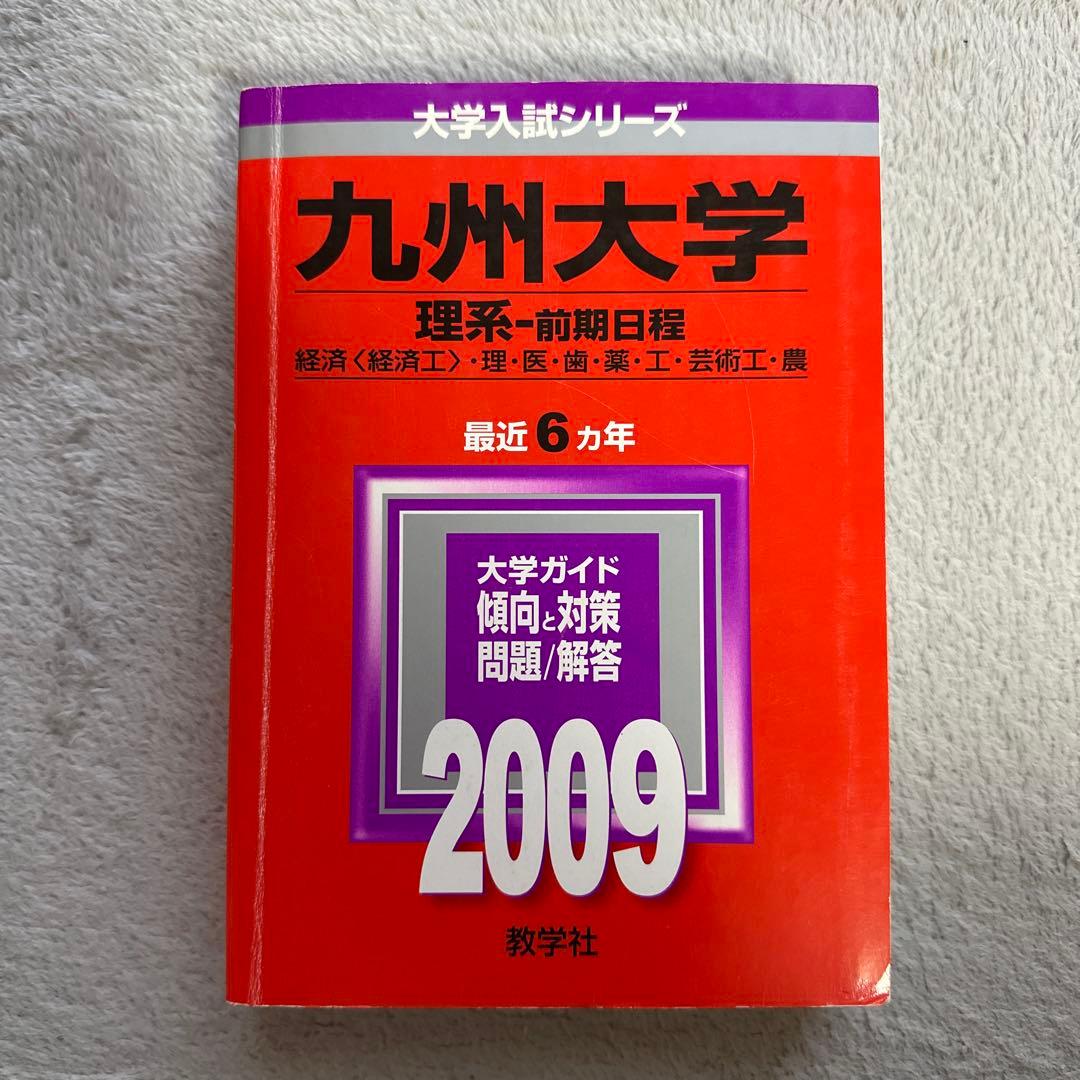 大学入試シリーズ
九州大学
理系-前期日程
経済〈経済工〉・理・医・歯・薬・工・芸術工・農
最近6カ年
大学ガイド
傾向と対策
問題/解答
2009
教学社